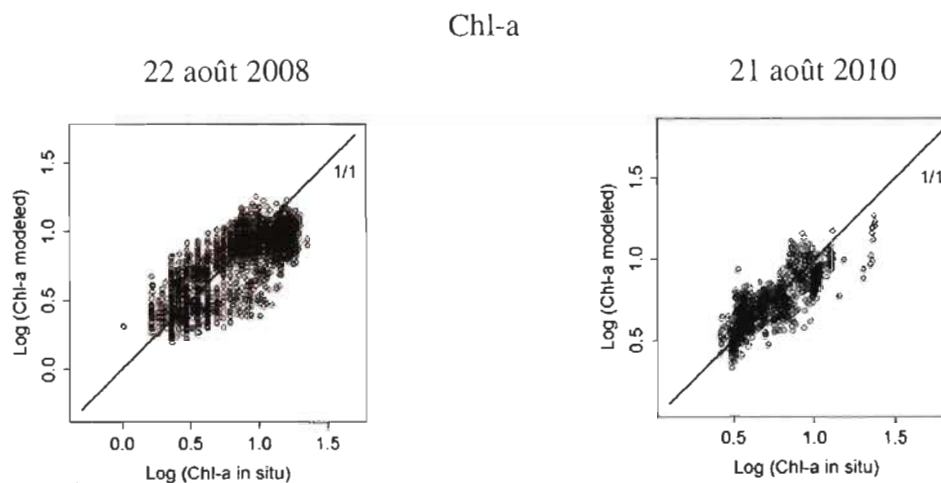 Chl-a
22 août 2008
21 août 2010
Log (Chl-a modeled)
0.0 0.5 1.0 1.5
1/1
0.0 0.5 1.0 1.5
Log (Chl-a in situ)
Log (Chl-a modeled)
0.5 1.0 1.5
1/1
0.5 1.0 1.5
Log (Chl-a in situ)